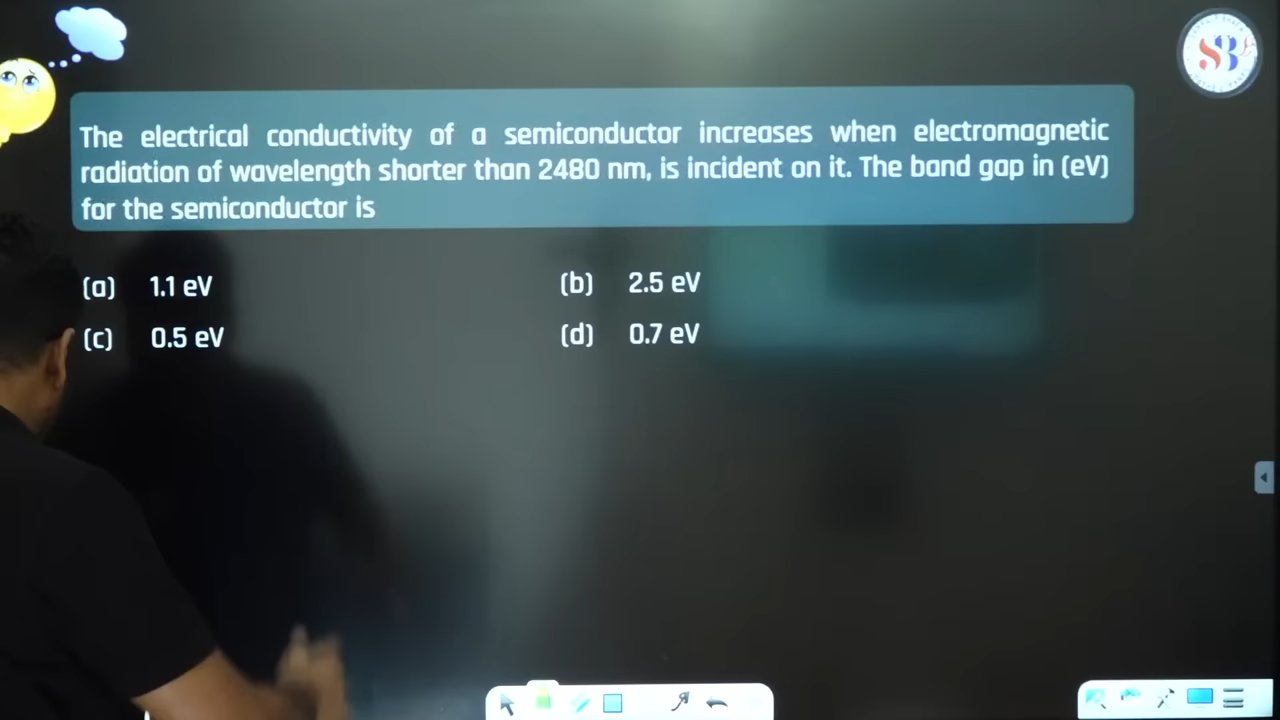 The electrical conductivity of a semiconductor increases when electromagnetic
radiation of wavelength shorter than 2480 nm, is incident on it. The band gap in (eV)
for the semiconductor is
(a) 1.1 eV (b) 2.5 eV
(c) 0.5 eV (d) 0.7 eV
SB